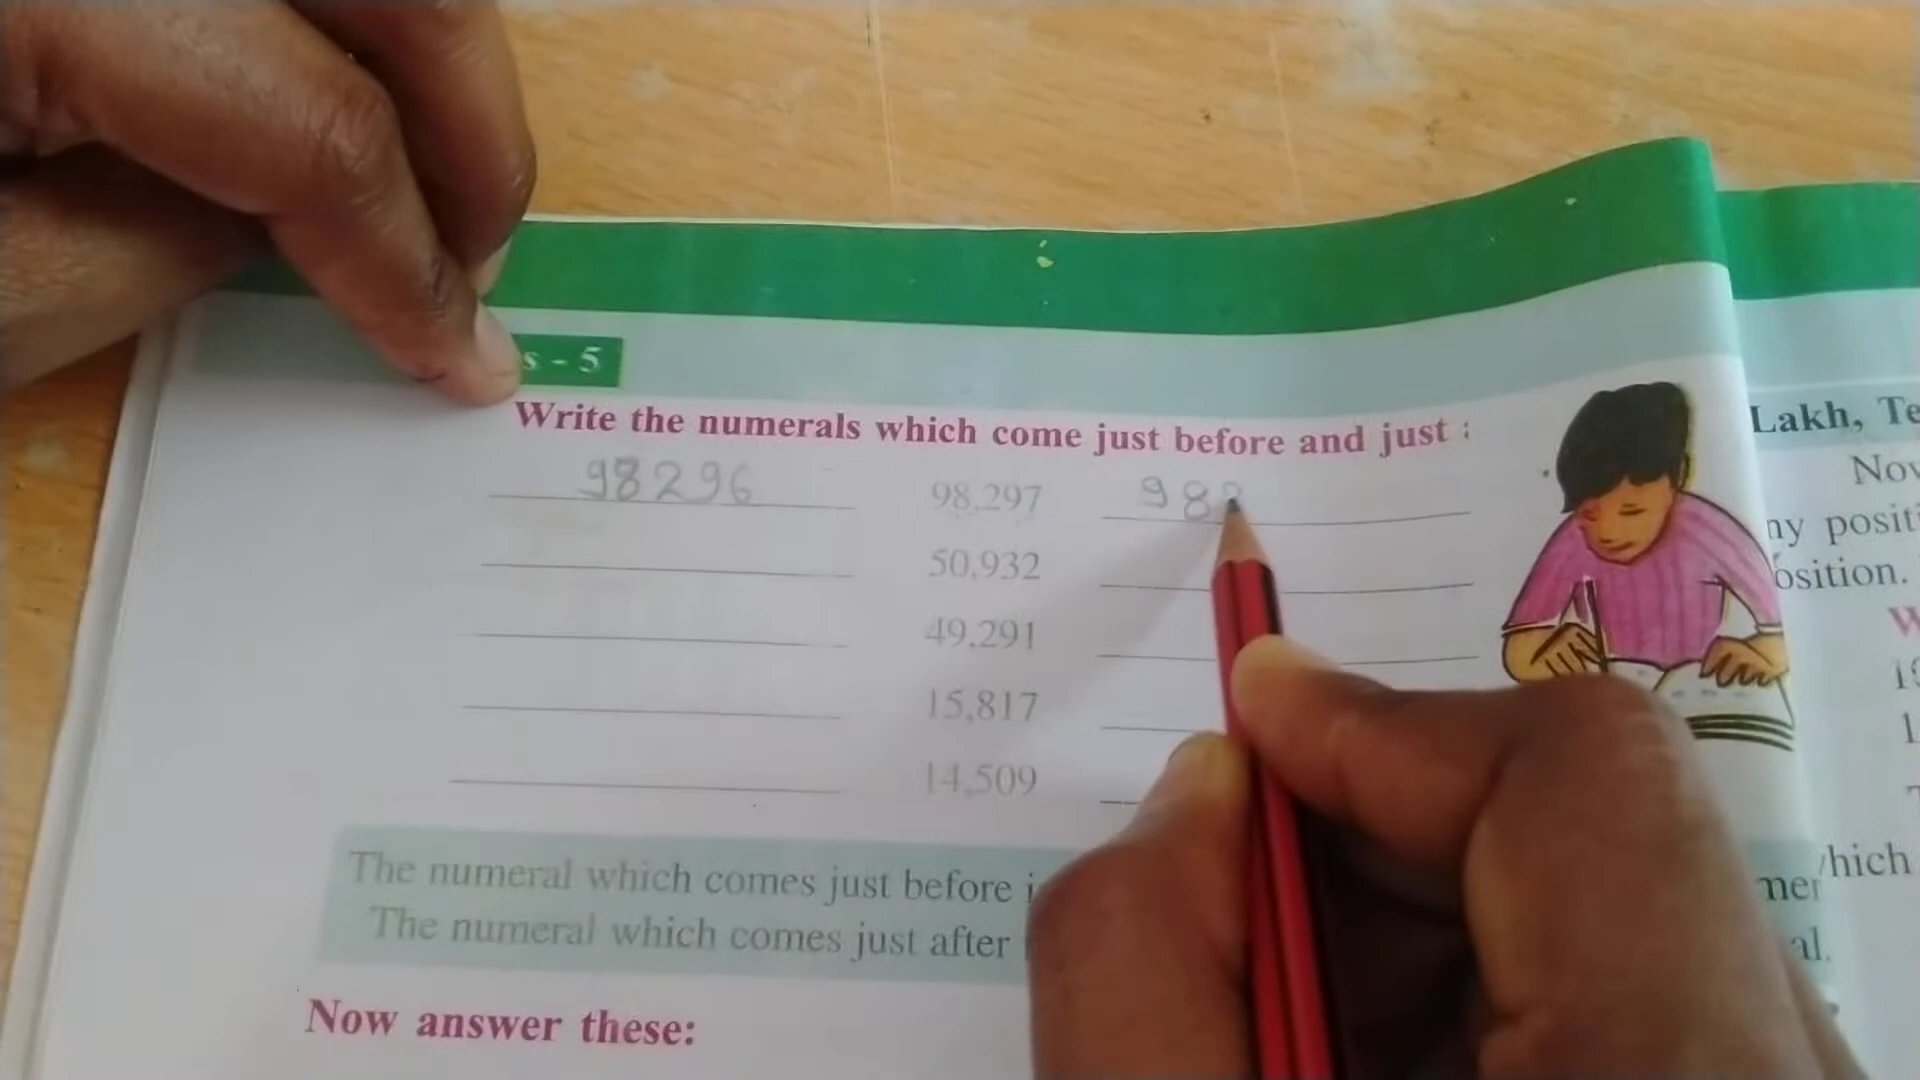 s - 5
Write the numerals which come just before and just
98296 98,297 98
50,932
49,291
15,817
14,509
The numeral which comes just before
The numeral which comes just after
Now answer these:
Lakh, Te
Nov
ny positi
osition.
W
hich
mer
al.